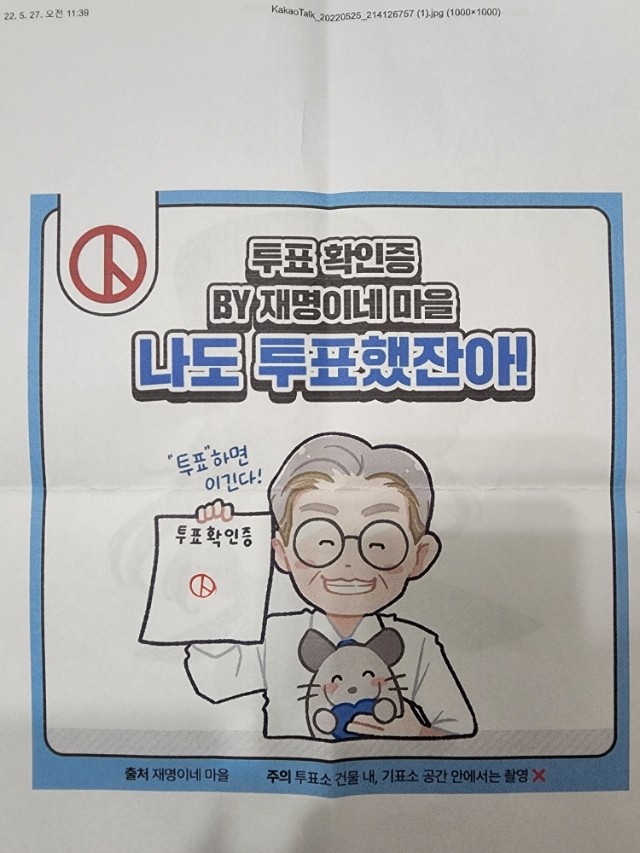 22. 5. 27. 오전 11:39
KakaoTalk_20220525_214126757 (1).jpg (1000×1000)
투표 확인증
BY 재명이네 마을
나도 투표했잖아!
"투표"하면
이긴다!
투표확인증
출처 재명이네 마을 주의 투표소 건물 내, 기표소 공간 안에서는 촬영 ❌